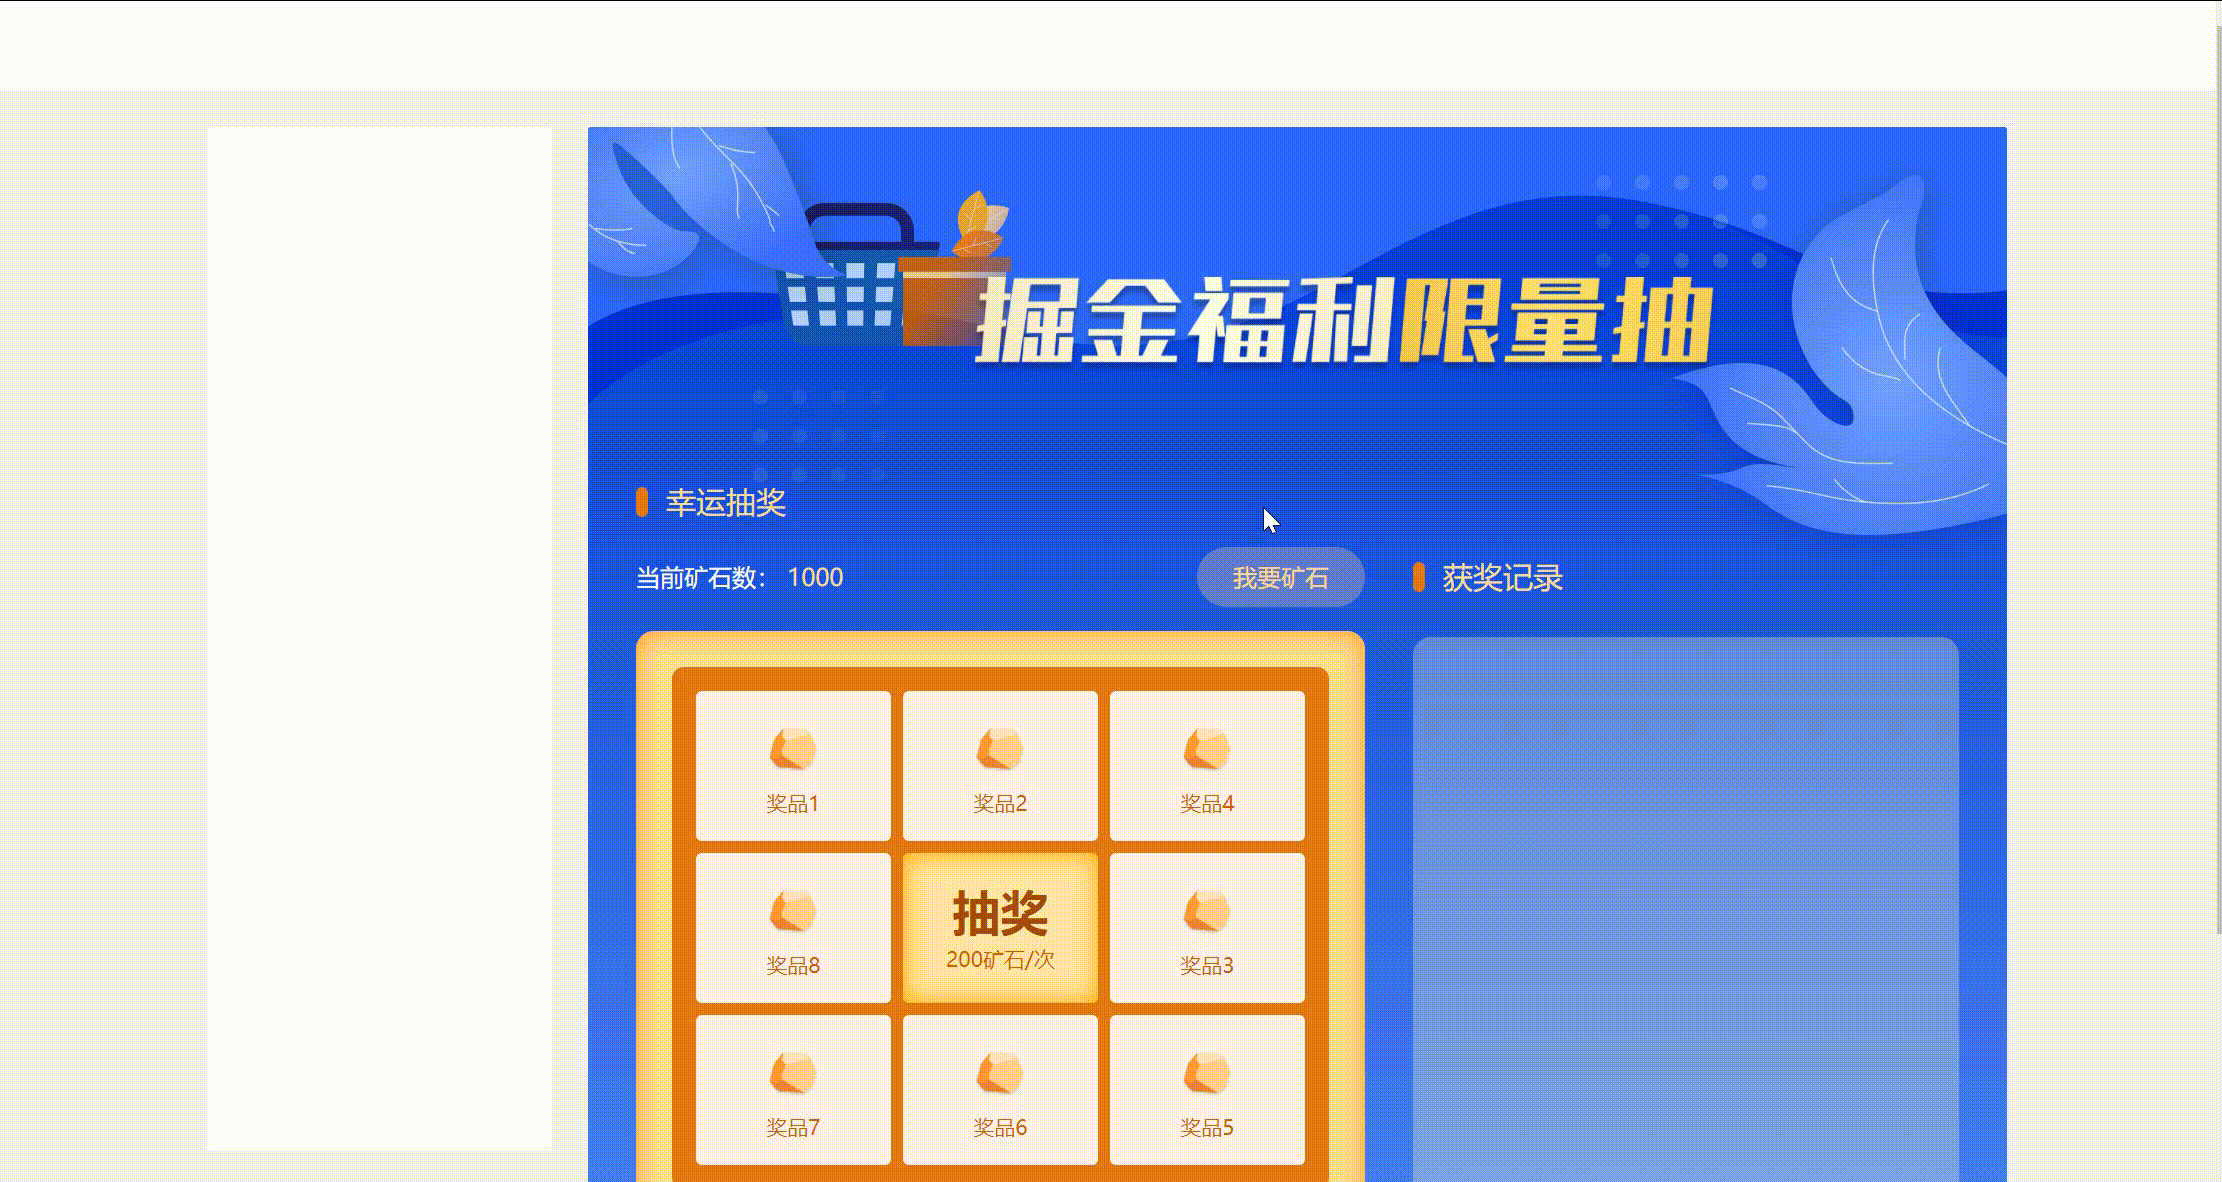 掘金福利限量抽
幸运抽奖
当前矿石数： 1000
我要矿石
获奖记录
奖品1
奖品2
奖品4
奖品8
抽奖
200矿石/次
奖品3
奖品7
奖品6
奖品5